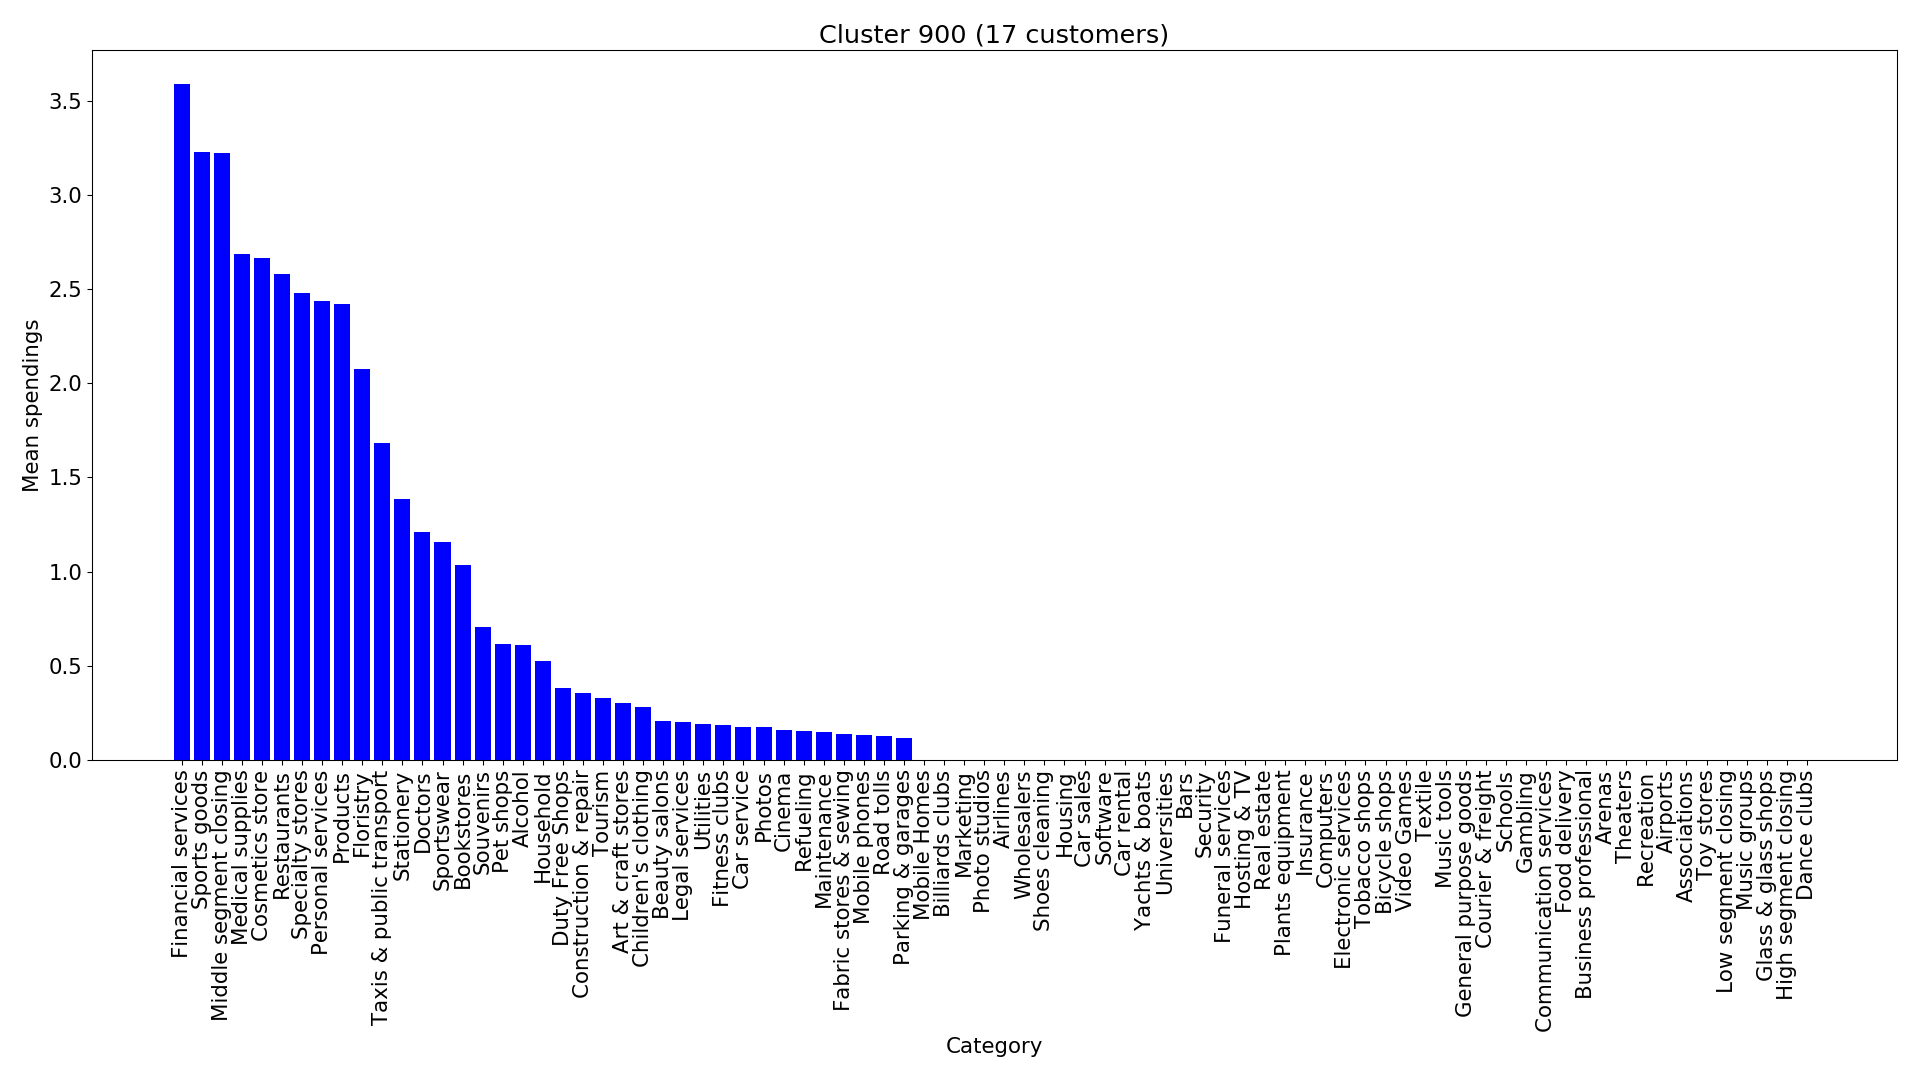 Cluster 900 (17 customers)
3.5
3.0
2.5
2.0
1.5
1.0
0.5
0.0
Mean spendings
Financial services
Sports goods
Middle segment closing
Medical supplies
Cosmetics store
Restaurants
Specialty stores
Personal services
Products
Floristry
Taxis & public transport
Stationery
Doctors
Sportswear
Bookstores
Souvenirs
Pet shops
Alcohol
Household
Duty Free Shops
Construction & repair
Tourism
Art & craft stores
Children's clothing
Beauty salons
Legal services
Utilities
Fitness clubs
Car service
Photos
Cinema
Refueling
Maintenance
Fabric stores & sewing
Mobile phones
Road tolls
Parking & garages
Mobile Homes
Billiards clubs
Marketing
Photo studios
Airlines
Wholesalers
Shoes cleaning
Housing
Car sales
Software
Car rental
Yachts & boats
Universities
Bars
Security
Funeral services
Hosting & TV
Real estate
Plants equipment
Insurance
Computers
Electronic services
Tobacco shops
Bicycle shops
Video Games
Textile
Music tools
General purpose goods
Courier & freight
Schools
Gambling
Communication services
Food delivery
Business professional
Arenas
Theaters
Recreation
Airports
Associations
Toy stores
Low segment closing
Music groups
Glass & glass shops
High segment closing
Dance clubs
Category